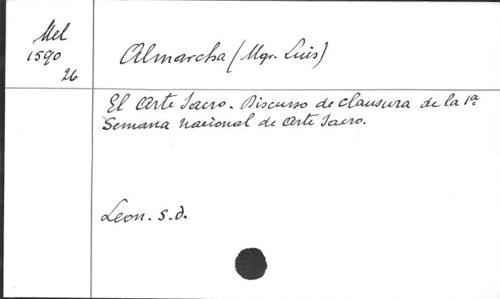 Mel
1590
26
Almarcha (Mgr. Luis)
El Arte Sacro. Discurso de clausura de la 1ª
Semana nacional de Arte Sacro.
Leon. s.d.